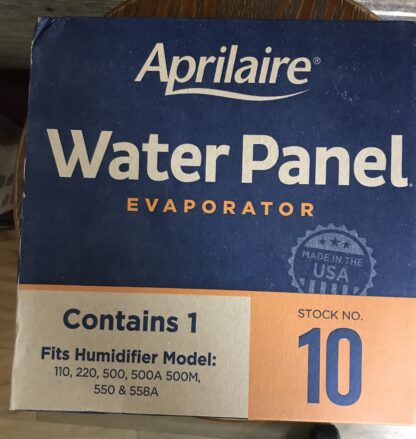 Aprilaire®
Water Panel
EVAPORATOR
MADE IN THE
USA
Contains 1
Fits Humidifier Model:
110, 220, 500, 500A 500M,
550 & 558A
STOCK NO.
10